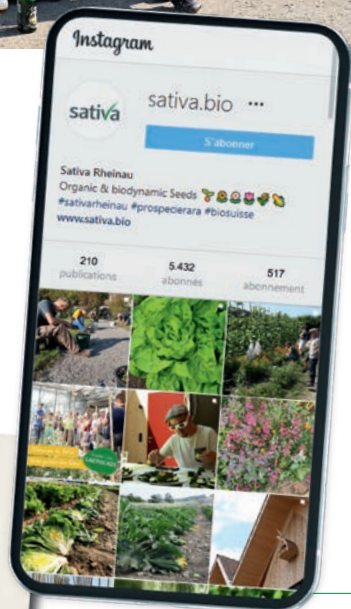 Instagram
sativa
sativa.bio
S'abonner
Sativa Rheinau
Organic & biodynamic Seeds
#sativarheinau #prospecierara #biosuisse
www.sativa.bio
210
publications
5.432
abonnés
517
abonnement